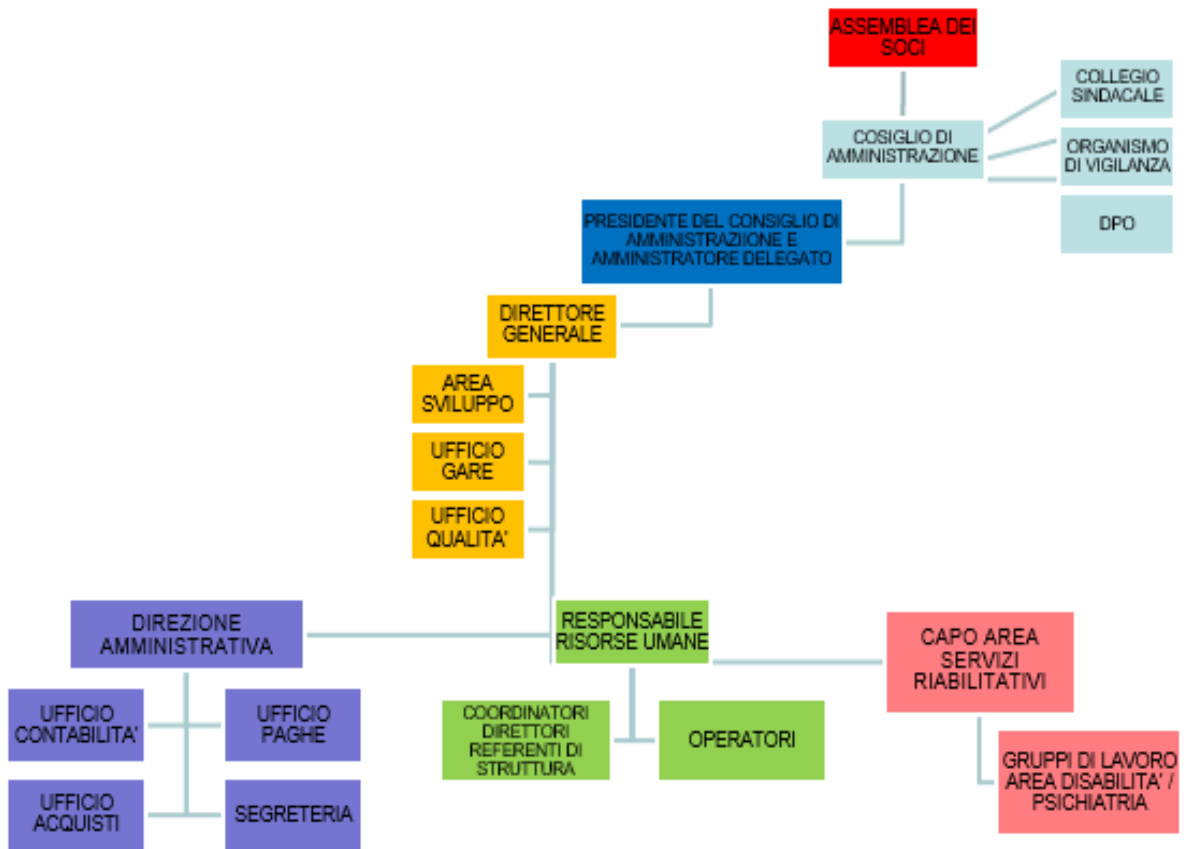 ASSEMBLEA DEI
SOCI
COLLEGIO
SINDACALE
COSIGLIO DI
AMMINISTRAZIONE
ORGANISMO
DI VIGILANZA
DPO
PRESIDENTE DEL CONSIGLIO DI
AMMINISTRAZIIONE E
AMMINISTRATORE DELEGATO
DIRETTORE
GENERALE
AREA
SVILUPPO
UFFICIO
GARE
UFFICIO
QUALITA'
DIREZIONE
AMMINISTRATIVA
RESPONSABILE
RISORSE UMANE
CAPO AREA
SERVIZI
RIABILITATIVI
UFFICIO
CONTABILITA'
UFFICIO
PAGHE
COORDINATORI
DIRETTORI
REFERENTI DI
STRUTTURA
OPERATORI
GRUPPI DI LAVORO
AREA DISABILITA' /
PSICHIATRIA
UFFICIO
ACQUISTI
SEGRETERIA